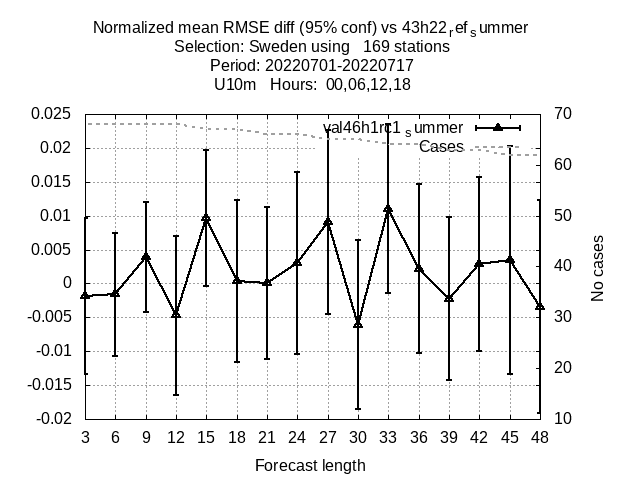 Normalized mean RMSE diff (95% conf) vs 43h22ref summmer
Selection: Sweden using 169 stations
Period: 20220701-20220717
U10m Hours: 00,06,12,18
0.025
0.02
0.015
0.01
0.005
0
-0.005
-0.01
-0.015
-0.02
val46h1rc1summer
Cases
70
60
50
40
30
20
10
No cases
3 6 9 12 15 18 21 24 27 30 33 36 39 42 45 48
Forecast length